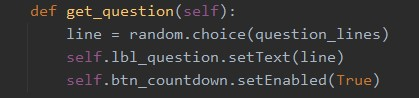 def get_question(self):
    line = random.choice(question_lines)
    self.lbl_question.setText(line)
    self.btn_countdown.setEnabled(True)